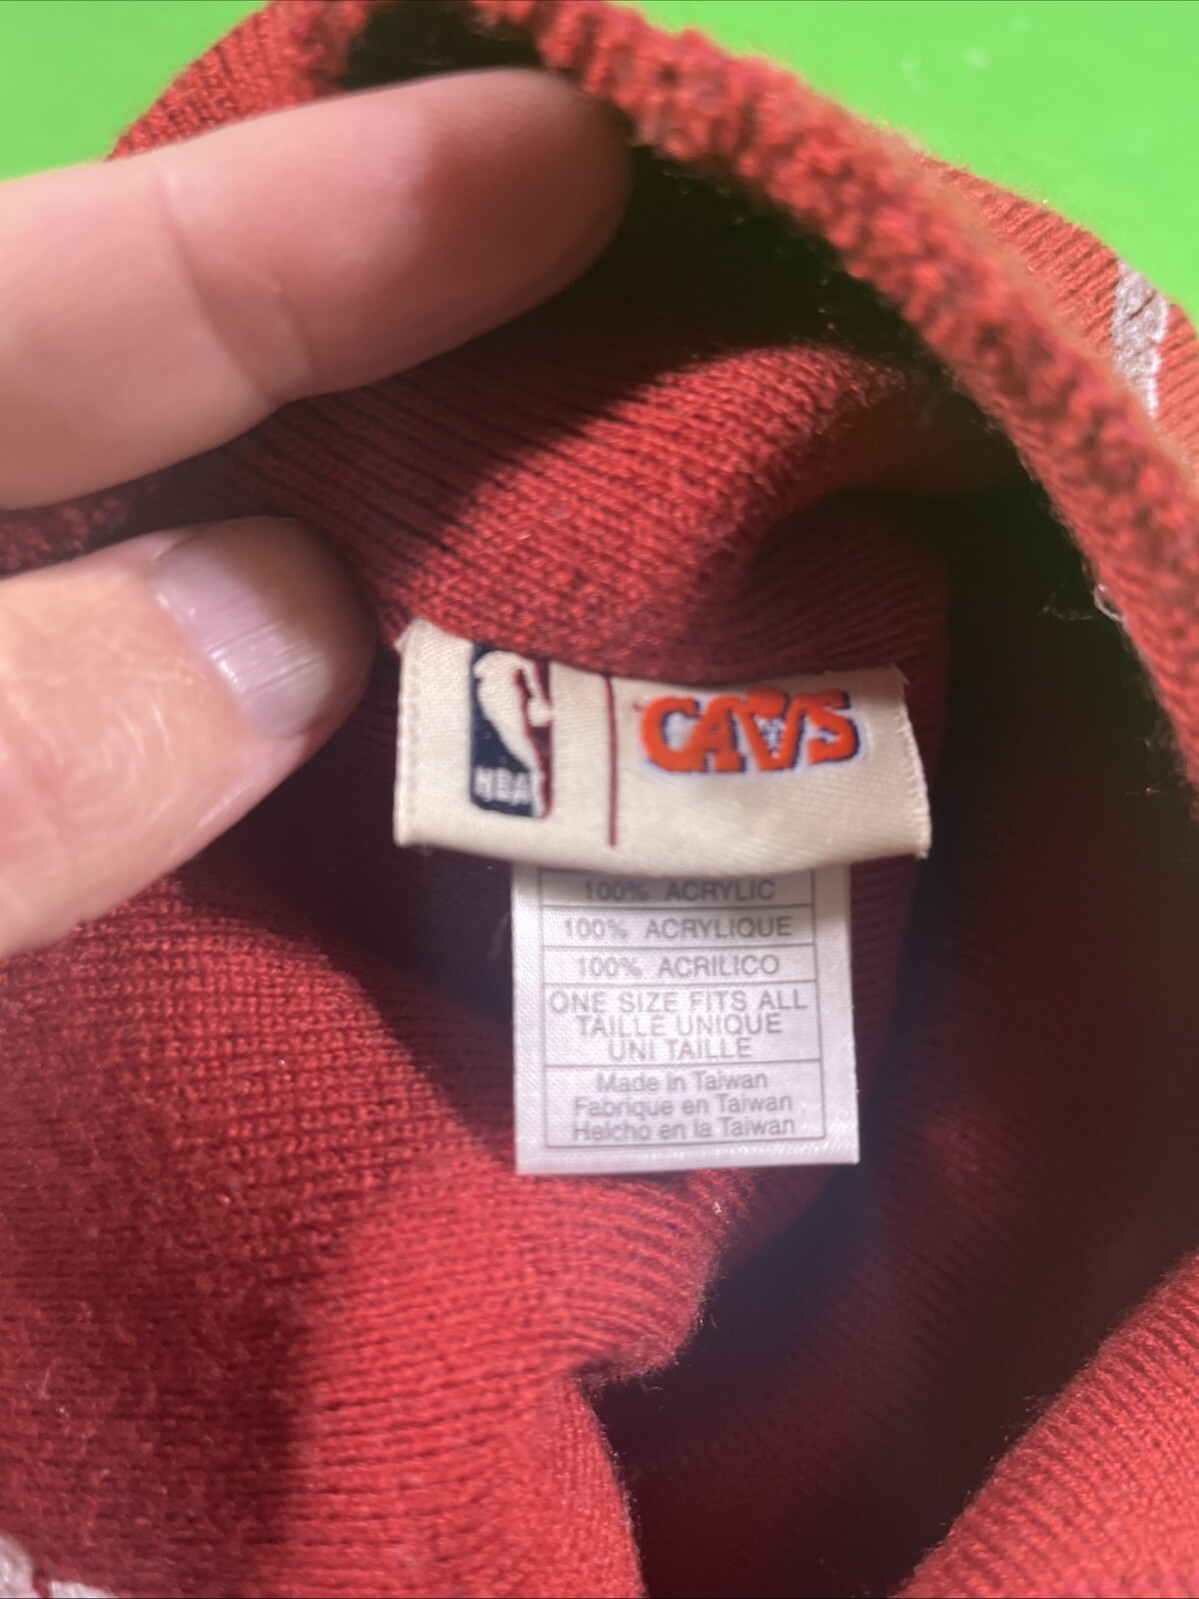 NBA
CAVS
100% ACRYLIC
100% ACRYLIQUE
100% ACRILICO
ONE SIZE FITS ALL
TAILLE UNIQUE
UNI TAILLE
Made in Taiwan
Fabrique en Taiwan
Helcho en la Taiwan